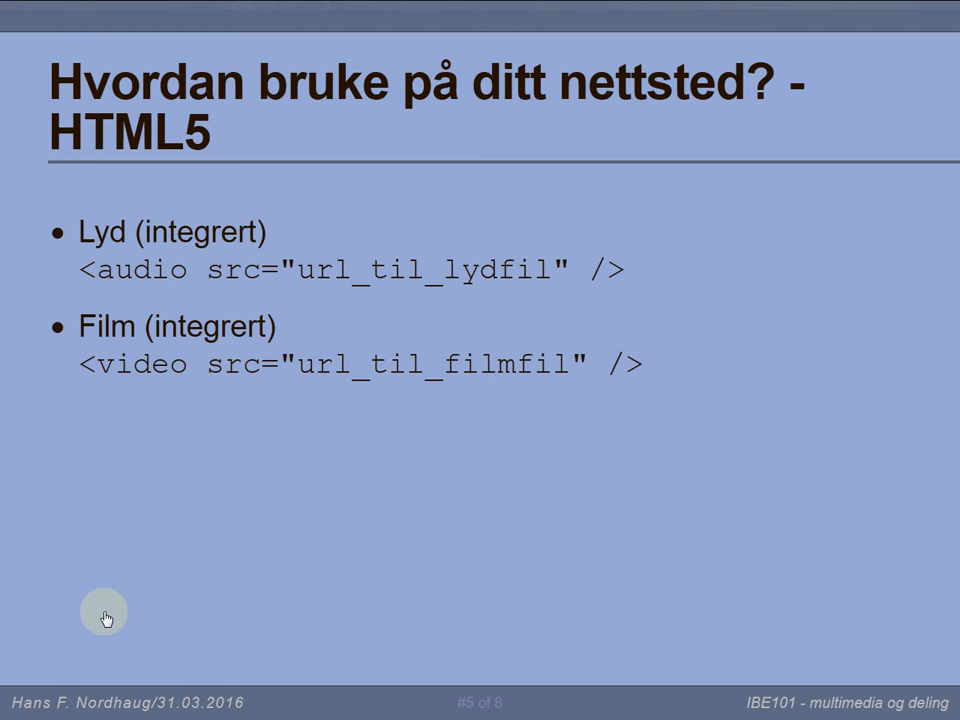 Hvordan bruke på ditt nettsted? -
HTML5
• Lyd (integrert)
<audio src="url_til_lydfil" />
• Film (integrert)
<video src="url_til_filmfil" />
Hans F. Nordhaug/31.03.2016
#5 of 8
IBE101 - multimedia og deling